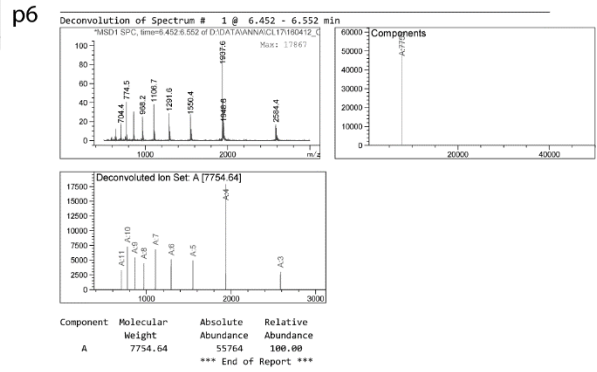 p6
Deconvolution of Spectrum # 1 @ 6.452 - 6.552 min
*MSD1 SPC, time=6.452:6.552 of D:\DATA\ANNA\CL17\160412_C
Max: 17867
100
80
60
40
20
0
704.4
774.5
968.2
1106.7
1291.6
1550.4
1937.6
1948.6
2584.4
1000
2000
m/z
Components
60000
50000
40000
30000
20000
10000
0
A:775
20000
40000
Deconvoluted Ion Set: A [7754.64]
17500
15000
12500
10000
7500
5000
2500
0
A:11
A:10
A:9
A:8
A:7
A:6
A:5
A:4
A:3
1000
2000
3000
Component Molecular Absolute Relative
Weight Abundance Abundance
A 7754.64 55764 100.00
*** End of Report ***